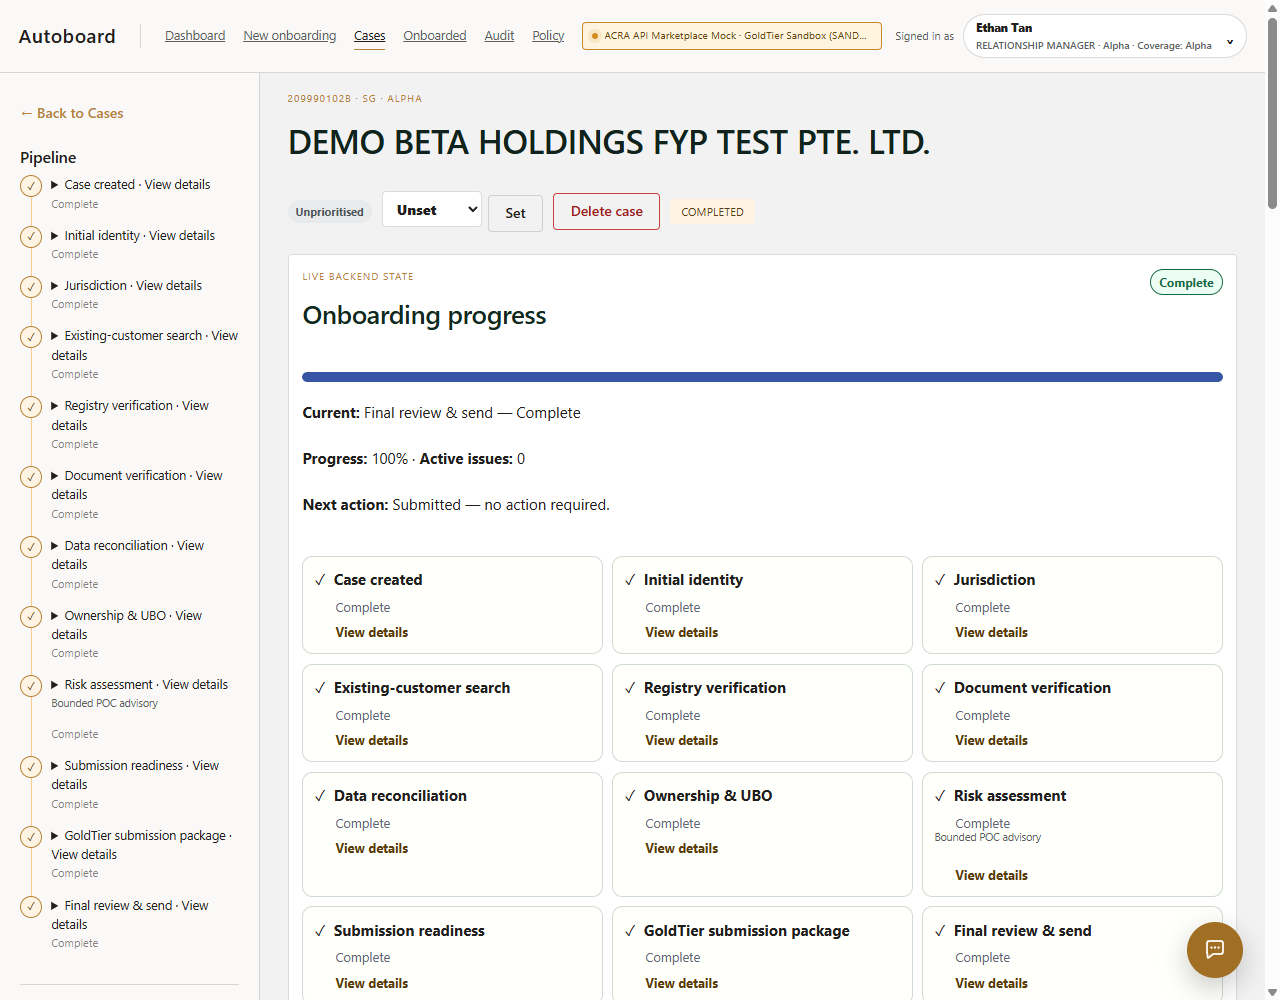 Autoboard
Dashboard
New onboarding
Cases
Onboarded
Audit
Policy
ACRA API Marketplace Mock · GoldTier Sandbox (SAND...
Signed in as
Ethan Tan
RELATIONSHIP MANAGER · Alpha · Coverage: Alpha
← Back to Cases
Pipeline
✓ ▶ Case created · View details
Complete
✓ ▶ Initial identity · View details
Complete
✓ ▶ Jurisdiction · View details
Complete
✓ ▶ Existing-customer search · View
details
Complete
✓ ▶ Registry verification · View
details
Complete
✓ ▶ Document verification · View
details
Complete
✓ ▶ Data reconciliation · View
details
Complete
✓ ▶ Ownership & UBO · View
details
Complete
✓ ▶ Risk assessment · View details
Bounded POC advisory
Complete
✓ ▶ Submission readiness · View
details
Complete
✓ ▶ GoldTier submission package ·
View details
Complete
✓ ▶ Final review & send · View
details
Complete
209990102B · SG · ALPHA
DEMO BETA HOLDINGS FYP TEST PTE. LTD.
Unprioritised
Unset
Set
Delete case
COMPLETED
LIVE BACKEND STATE
Complete
Onboarding progress
Current: Final review & send — Complete
Progress: 100% · Active issues: 0
Next action: Submitted — no action required.
✓ Case created
Complete
View details
✓ Initial identity
Complete
View details
✓ Jurisdiction
Complete
View details
✓ Existing-customer search
Complete
View details
✓ Registry verification
Complete
View details
✓ Document verification
Complete
View details
✓ Data reconciliation
Complete
View details
✓ Ownership & UBO
Complete
View details
✓ Risk assessment
Complete
Bounded POC advisory
View details
✓ Submission readiness
Complete
View details
✓ GoldTier submission package
Complete
View details
✓ Final review & send
Complete
View details